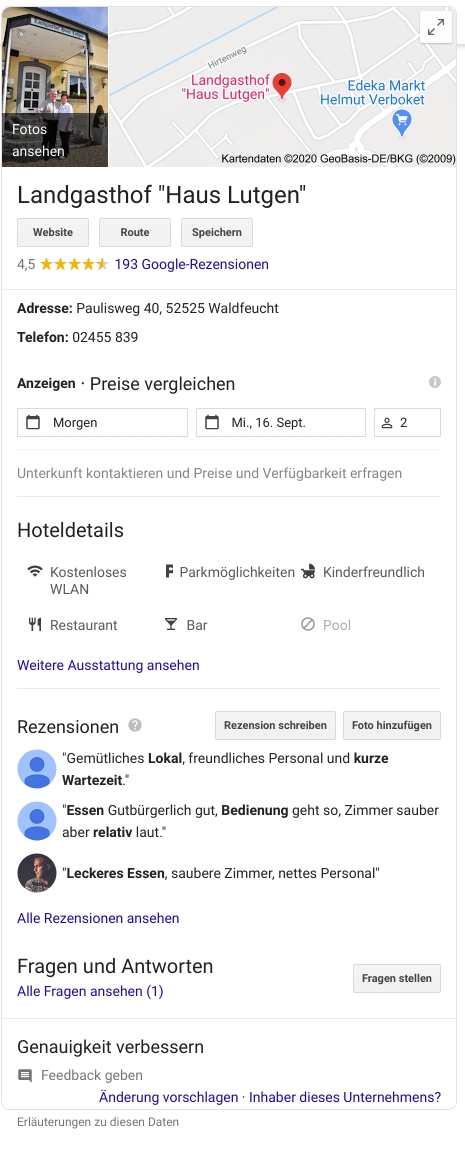 Hirtenweg
Landgasthof
"Haus Lutgen"
Edeka Markt
Helmut Verboket
Fotos
ansehen
Kartendaten ©2020 GeoBasis-DE/BKG (©2009)
Landgasthof "Haus Lutgen"
Website Route Speichern
4,5 193 Google-Rezensionen
Adresse: Paulisweg 40, 52525 Waldfeucht
Telefon: 02455 839
Anzeigen · Preise vergleichen
Morgen Mi., 16. Sept. 2
Unterkunft kontaktieren und Preise und Verfügbarkeit erfragen
Hoteldetails
Kostenloses Parkmöglichkeiten Kinderfreundlich
WLAN
Restaurant Bar Pool
Weitere Ausstattung ansehen
Rezensionen ? Rezension schreiben Foto hinzufügen
"Gemütliches Lokal, freundliches Personal und kurze
Wartezeit."
"Essen Gutbürgerlich gut, Bedienung geht so, Zimmer sauber
aber relativ laut."
"Leckeres Essen, saubere Zimmer, nettes Personal"
Alle Rezensionen ansehen
Fragen und Antworten
Alle Fragen ansehen (1) Fragen stellen
Genauigkeit verbessern
Feedback geben
Änderung vorschlagen · Inhaber dieses Unternehmens?
Erläuterungen zu diesen Daten